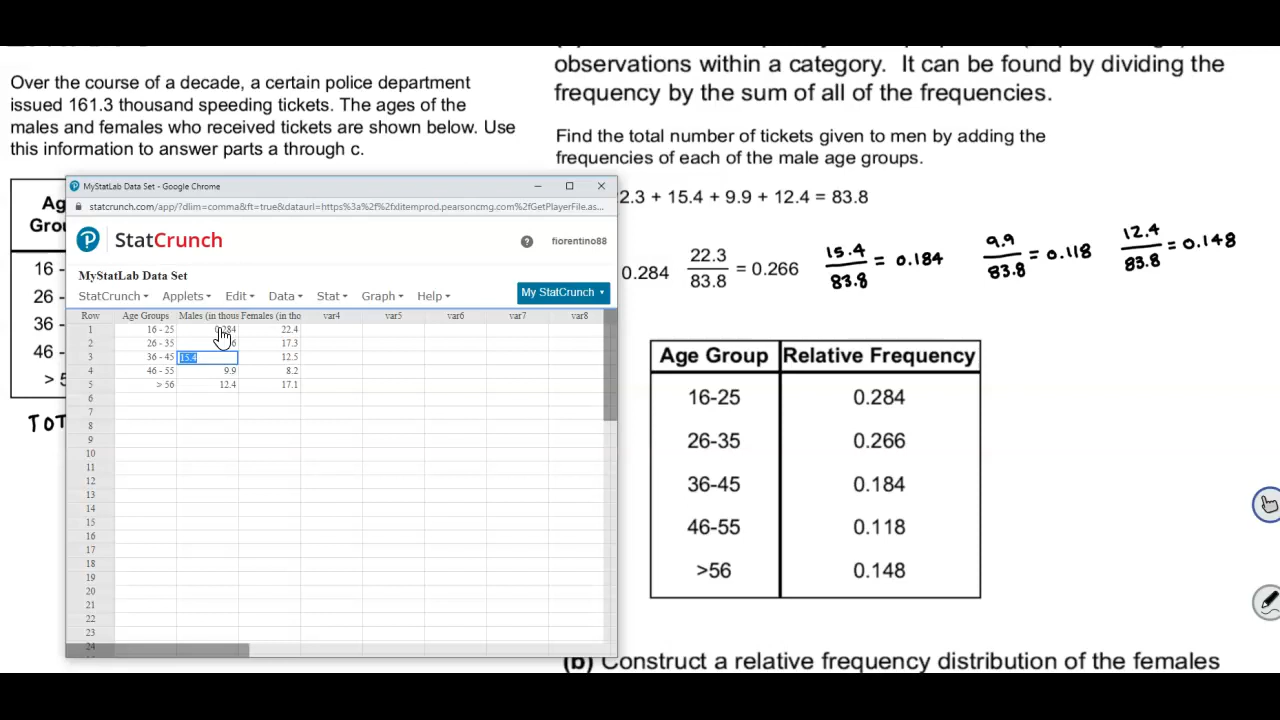 Over the course of a decade, a certain police department
issued 161.3 thousand speeding tickets. The ages of the
males and females who received tickets are shown below. Use
this information to answer parts a through c.
16 -
26 -
36 -
46 -
TOT
MyStatLab Data Set - Google Chrome
statcrunch.com/app/?dlim=comma&ft=true&dataurl=https%3a%2f%2fxlitemprod.pearsoncmg.com%2fGetPlayerFile.as...
P StatCrunch
? fiorentino88
MyStatLab Data Set
StatCrunch Applets Edit Data Stat Graph Help My StatCrunch
Row Age Groups Males (in thous Females (in tho var4 var5 var6 var7 var8
1 16 - 25 0.284 22.4
2 26 - 35 17.3
3 36 - 45 15.4 12.5
4 46 - 55 9.9 8.2
5 > 56 12.4 17.1
6
7
8
9
10
11
12
13
14
15
16
17
18
19
20
21
22
23
24
observations within a category. It can be found by dividing the
frequency by the sum of all of the frequencies.
Find the total number of tickets given to men by adding the
frequencies of each of the male age groups.
2.3 + 15.4 + 9.9 + 12.4 = 83.8
0.284 22.3/83.8 = 0.266 15.4/83.8 = 0.184 9.9/83.8 = 0.118 12.4/83.8 = 0.148
Age Group Relative Frequency
16-25 0.284
26-35 0.266
36-45 0.184
46-55 0.118
>56 0.148
(b) Construct a relative frequency distribution of the females